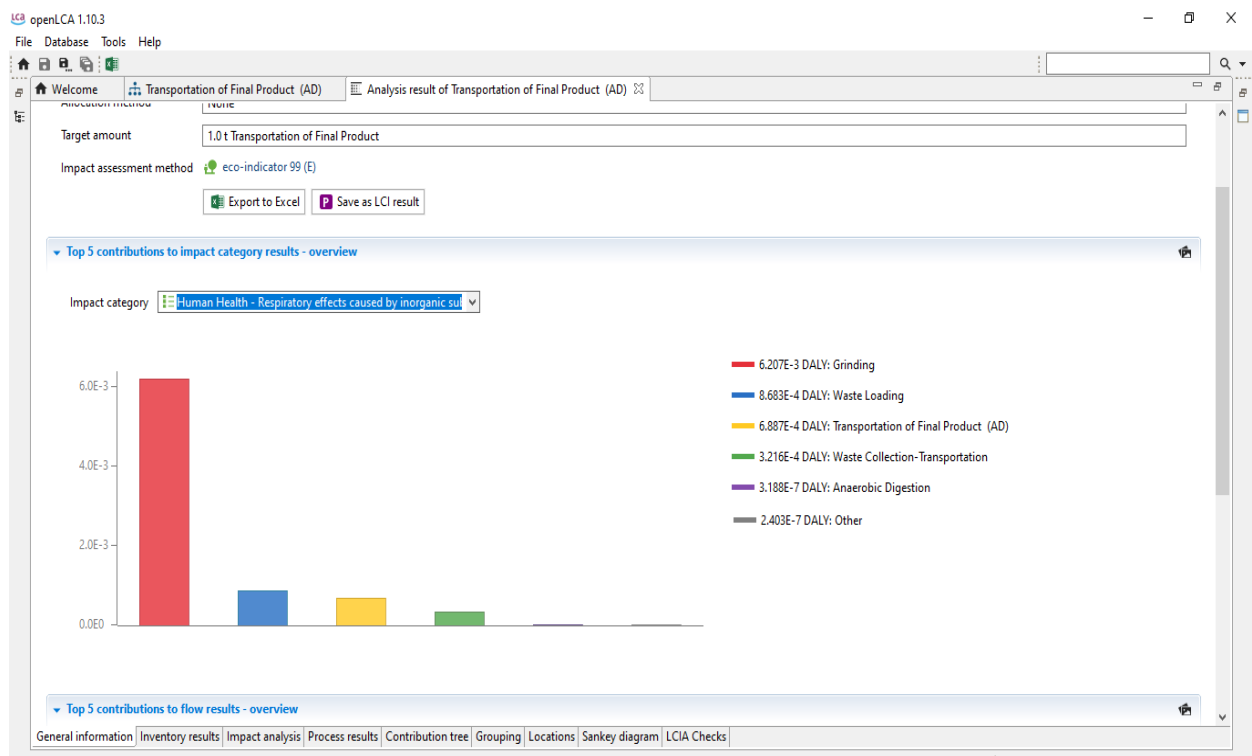 LCA openLCA 1.10.3
File Database Tools Help
Welcome Transportation of Final Product (AD) Analysis result of Transportation of Final Product (AD)
Allocation method None
Target amount 1.0 t Transportation of Final Product
Impact assessment method eco-indicator 99 (E)
Export to Excel P Save as LCI result
Top 5 contributions to impact category results - overview
Impact category Human Health - Respiratory effects caused by inorganic sul
6.207E-3 DALY: Grinding
6.0E-3
8.683E-4 DALY: Waste Loading
6.887E-4 DALY: Transportation of Final Product (AD)
4.0E-3
3.216E-4 DALY: Waste Collection-Transportation
3.188E-7 DALY: Anaerobic Digestion
2.403E-7 DALY: Other
2.0E-3
0.0E0
Top 5 contributions to flow results - overview
General information Inventory results Impact analysis Process results Contribution tree Grouping Locations Sankey diagram LCIA Checks